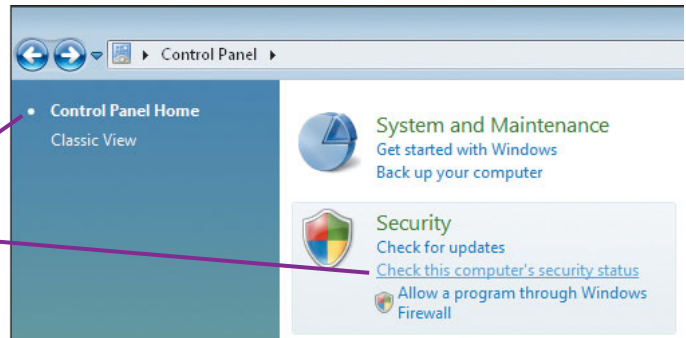 Control Panel
Control Panel Home
Classic View
System and Maintenance
Get started with Windows
Back up your computer
Security
Check for updates
Check this computer's security status
Allow a program through Windows
Firewall